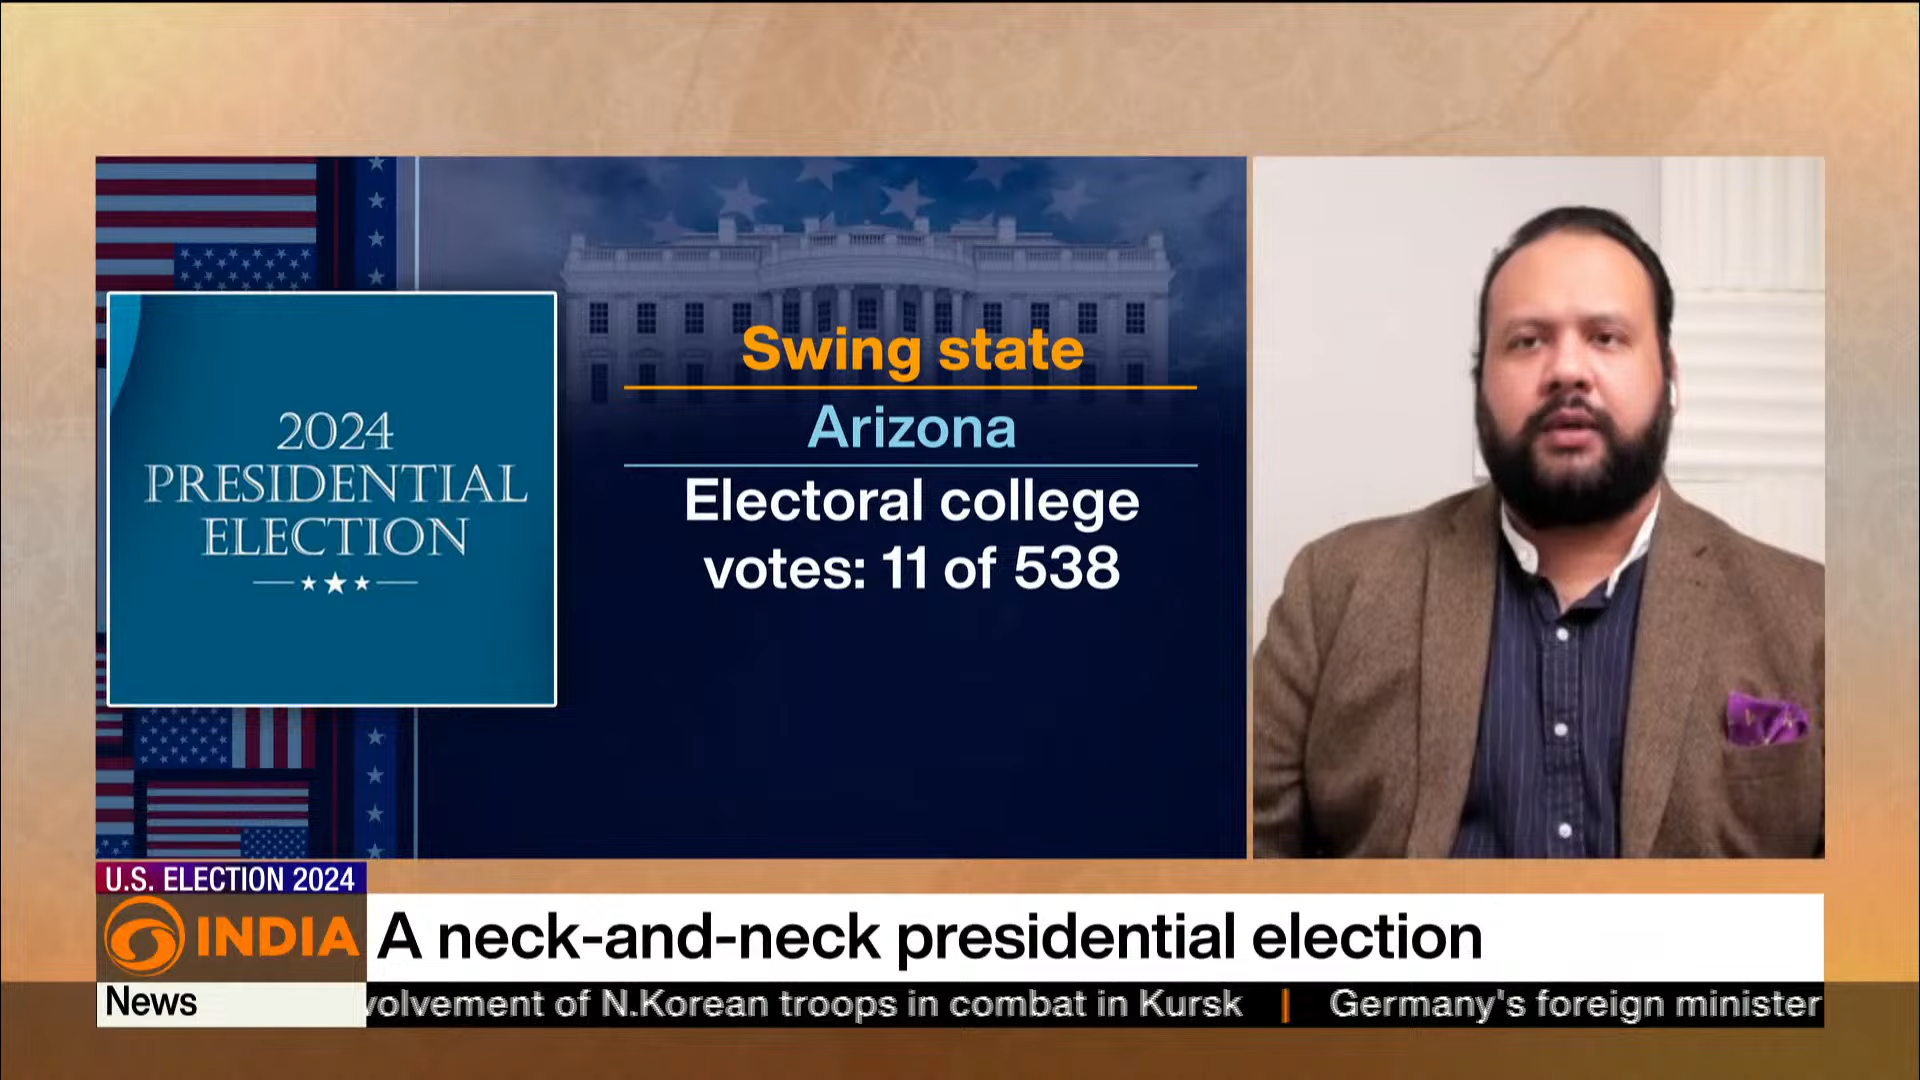 Swing state
Arizona
Electoral college
votes: 11 of 538
2024
PRESIDENTIAL
ELECTION
U.S. ELECTION 2024
INDIA
A neck-and-neck presidential election
News
volvement of N.Korean troops in combat in Kursk | Germany's foreign minister